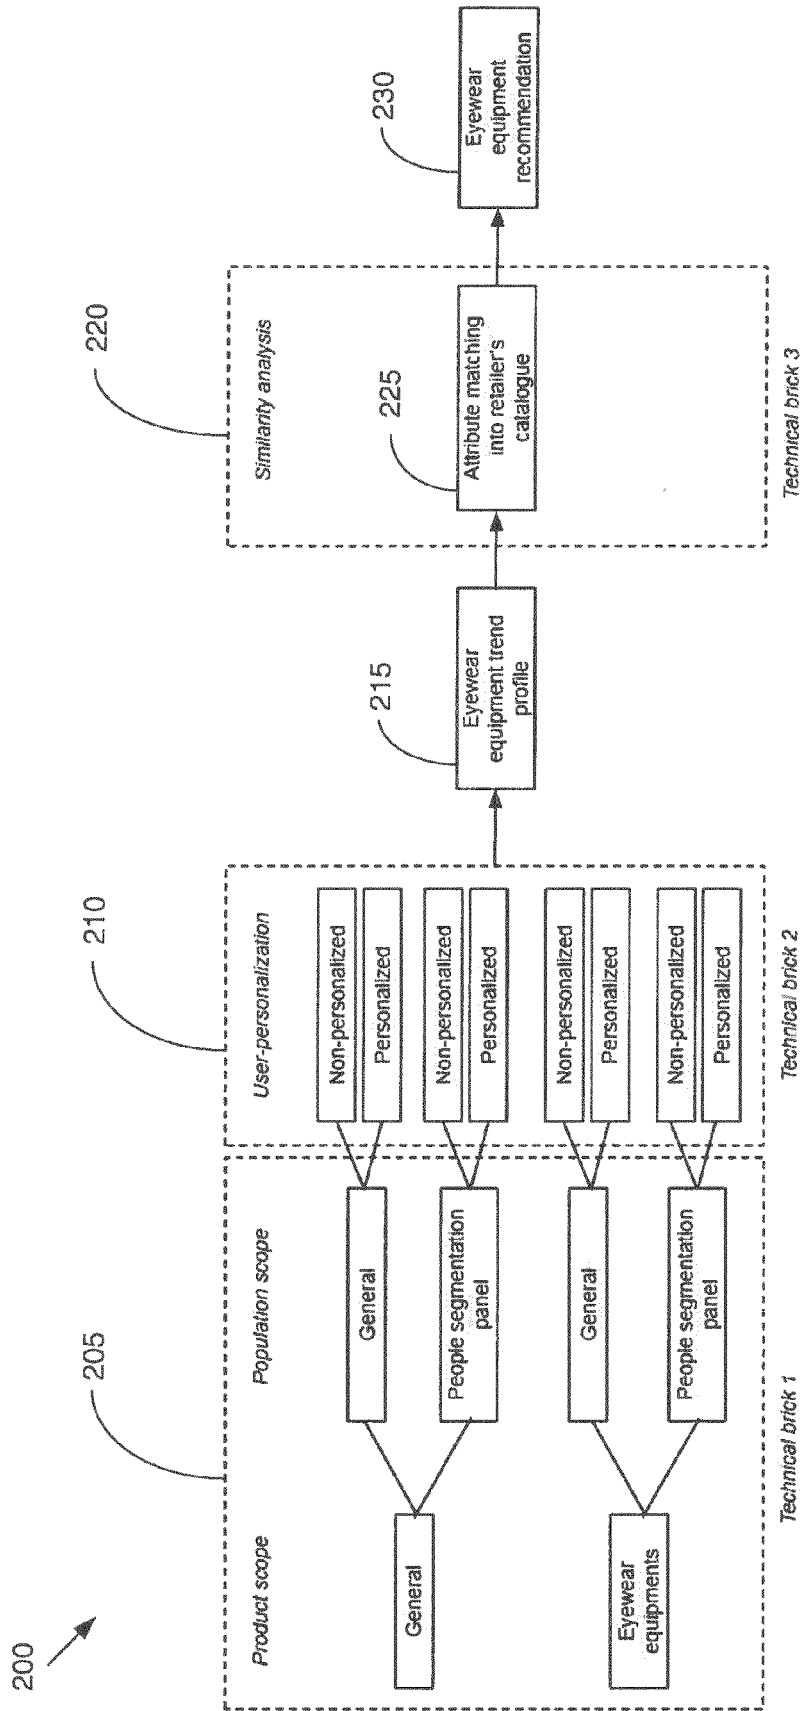 200
205
210
220
Product scope
Population scope
User-personalization
Similarity analysis
General
General
People segmentation
panel
Non-personalized
Personalized
Non-personalized
Personalized
Eyewear
equipments
General
People segmentation
panel
Non-personalized
Personalized
Non-personalized
Personalized
215
Eyewear
equipment trend
profile
225
Attribute matching
into retailer's
catalogue
230
Eyewear
equipment
recommendation
Technical brick 1
Technical brick 2
Technical brick 3